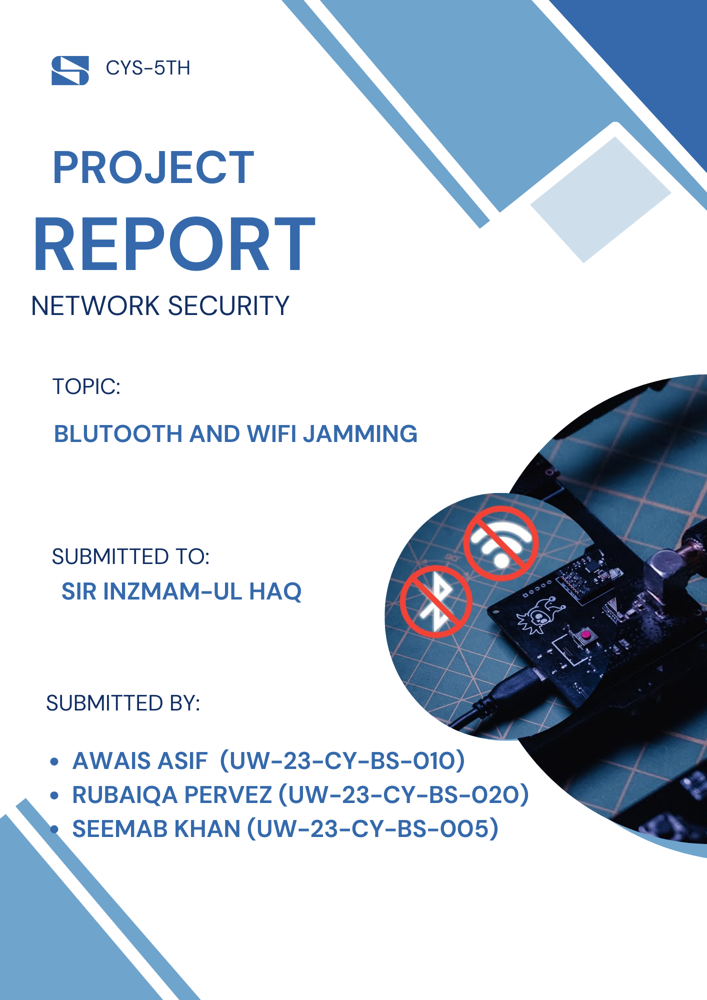 CYS-5TH
PROJECT
REPORT
NETWORK SECURITY
TOPIC:
BLUTOOTH AND WIFI JAMMING
SUBMITTED TO:
SIR INZMAM-UL HAQ
SUBMITTED BY:
• AWAIS ASIF (UW-23-CY-BS-010)
• RUBAIQA PERVEZ (UW-23-CY-BS-020)
• SEEMAB KHAN (UW-23-CY-BS-005)